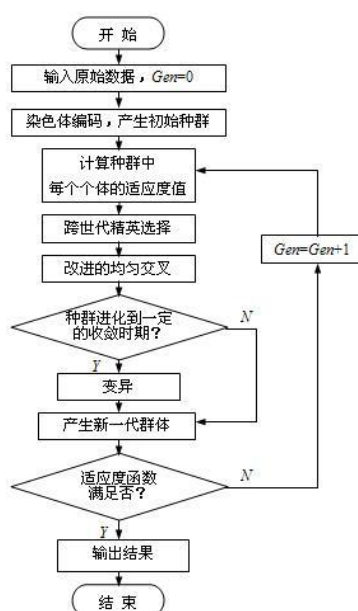 开 始
输入原始数据，Gen=0
染色体编码，产生初始种群
计算种群中
每个个体的适应度值
跨世代精英选择
Gen=Gen+1
改进的均匀交叉
种群进化到一定
的收敛时期？
N
Y
变异
产生新一代群体
适应度函数
满足否？
N
Y
输出结果
结 束